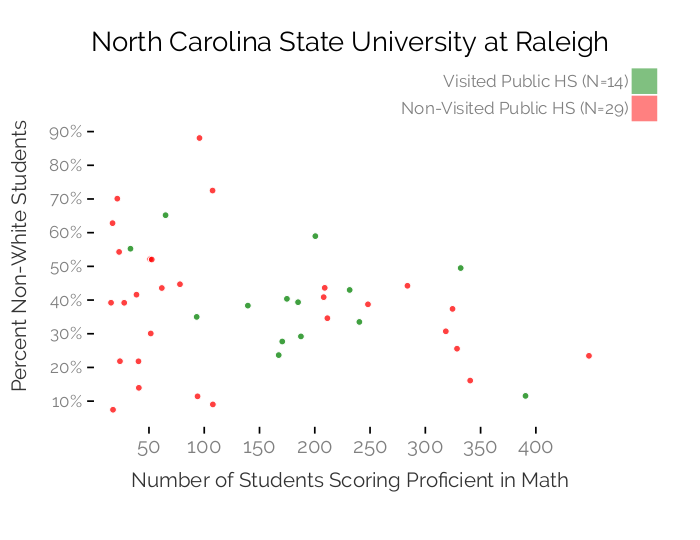 North Carolina State University at Raleigh
Visited Public HS (N=14)
Non-Visited Public HS (N=29)
Percent Non-White Students
90%
80%
70%
60%
50%
40%
30%
20%
10%
50 100 150 200 250 300 350 400
Number of Students Scoring Proficient in Math